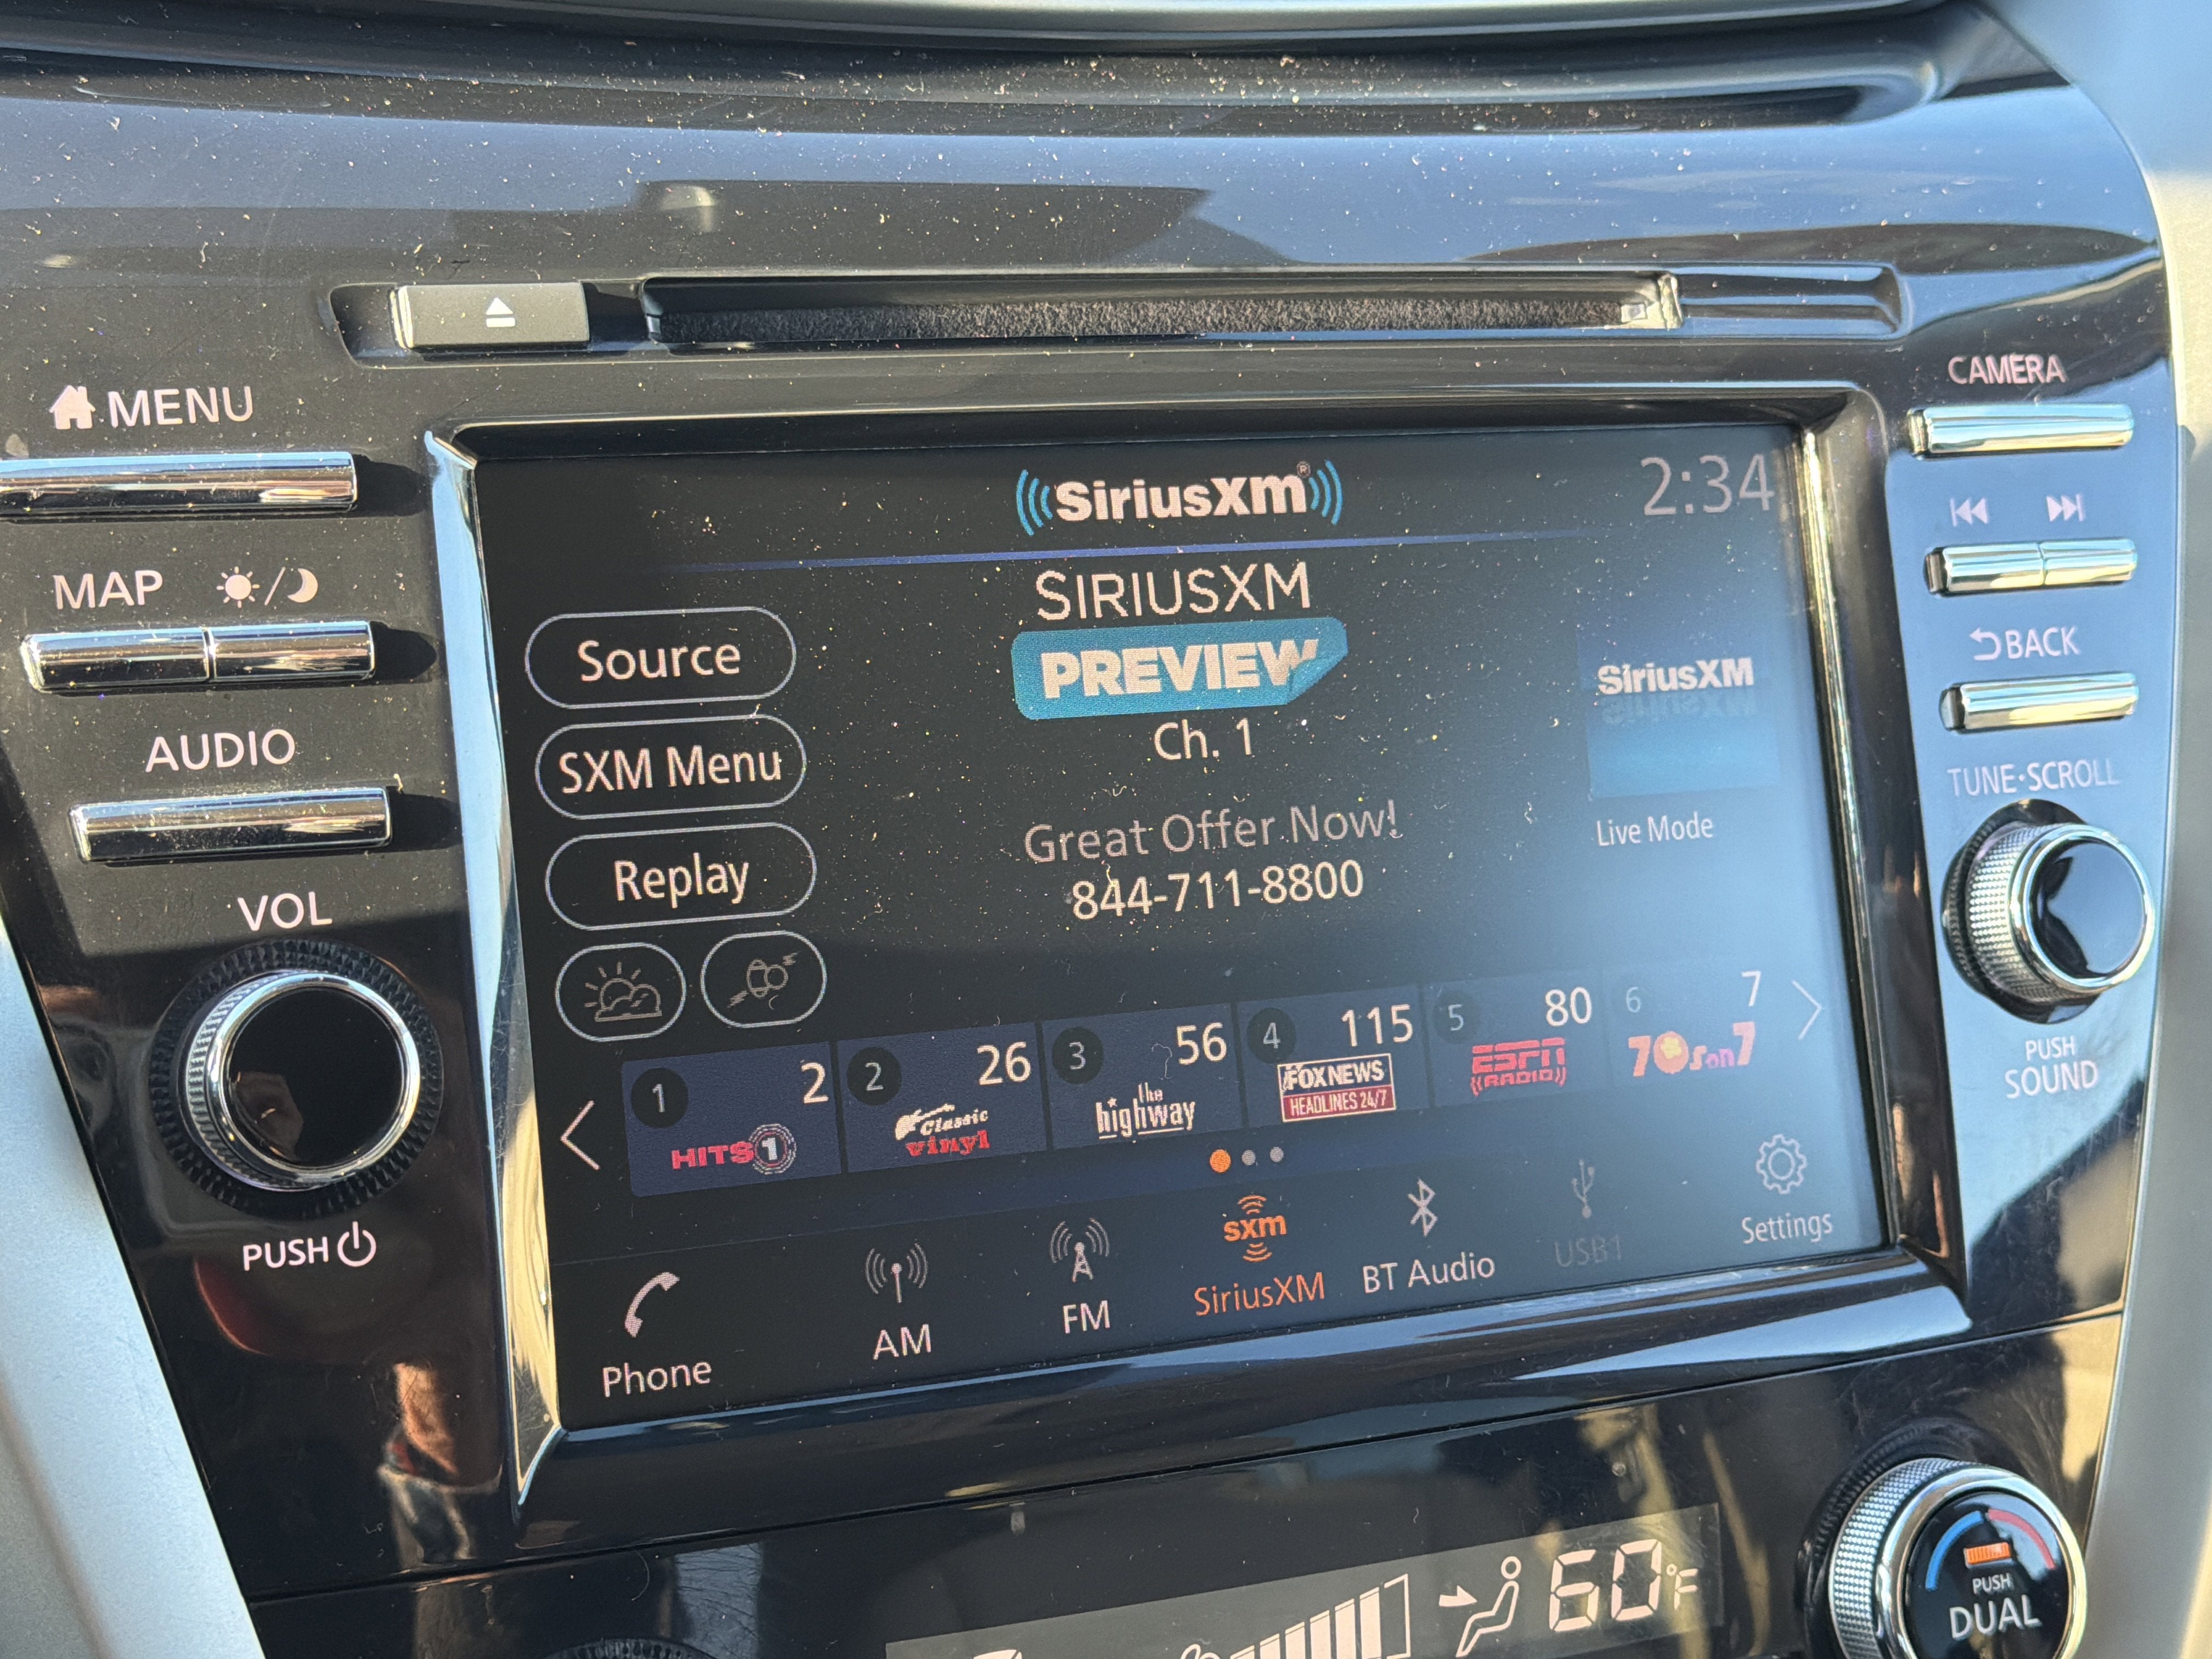 MENU
CAMERA
SiriusXM®
2:34
MAP
SIRIUSXM
Source
PREVIEW
BACK
SiriusXM
AUDIO
SXM Menu
Ch. 1
TUNE·SCROLL
Great Offer Now!
Live Mode
Replay
844-711-8800
VOL
1 2
HITS 1
2 26
Classic
vinyl
3 56
the
highway
4 115
FOX NEWS
HEADLINES 24/7
5 80
ESPN
RADIO
6 7
70s on 7
PUSH
SOUND
PUSH
Phone
AM
FM
sxm
SiriusXM
BT Audio
USB1
Settings
60°F
PUSH
DUAL